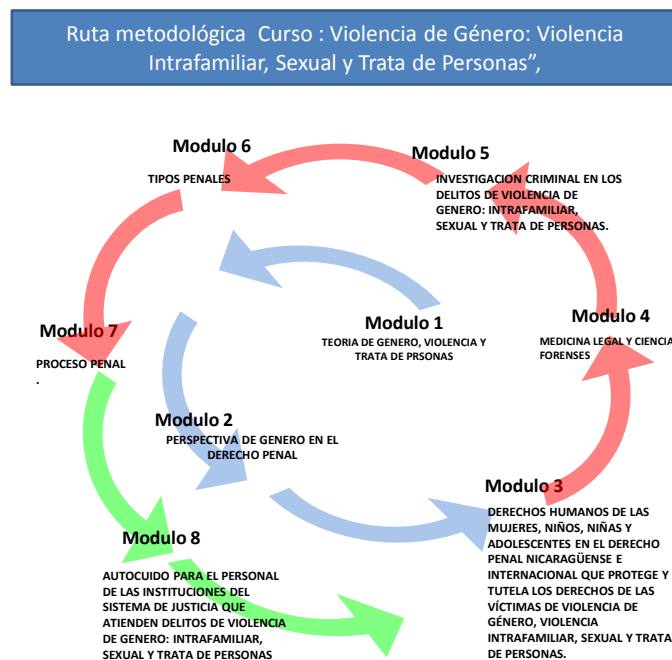 Ruta metodológica Curso : Violencia de Género: Violencia
Intrafamiliar, Sexual y Trata de Personas”,
Modulo 6
TIPOS PENALES
Modulo 5
INVESTIGACION CRIMINAL EN LOS
DELITOS DE VIOLENCIA DE
GENERO: INTRAFAMILIAR,
SEXUAL Y TRATA DE PERSONAS.
Modulo 7
PROCESO PENAL
.
Modulo 1
TEORIA DE GENERO, VIOLENCIA Y
TRATA DE PRSONAS
Modulo 4
MEDICINA LEGAL Y CIENCIA
FORENSES
Modulo 2
PERSPECTIVA DE GENERO EN EL
DERECHO PENAL
Modulo 3
DERECHOS HUMANOS DE LAS
MUJERES, NIÑOS, NIÑAS Y
ADOLESCENTES EN EL DERECHO
PENAL NICARAGÜENSE E
INTERNACIONAL QUE PROTEGE Y
TUTELA LOS DERECHOS DE LAS
VÍCTIMAS DE VIOLENCIA DE
GÉNERO, VIOLENCIA
INTRAFAMILIAR, SEXUAL Y TRATA
DE PERSONAS.
Modulo 8
AUTOCUIDO PARA EL PERSONAL
DE LAS INSTITUCIONES DEL
SISTEMA DE JUSTICIA QUE
ATIENDEN DELITOS DE VIOLENCIA
DE GENERO: INTRAFAMILIAR,
SEXUAL Y TRATA DE PERSONAS